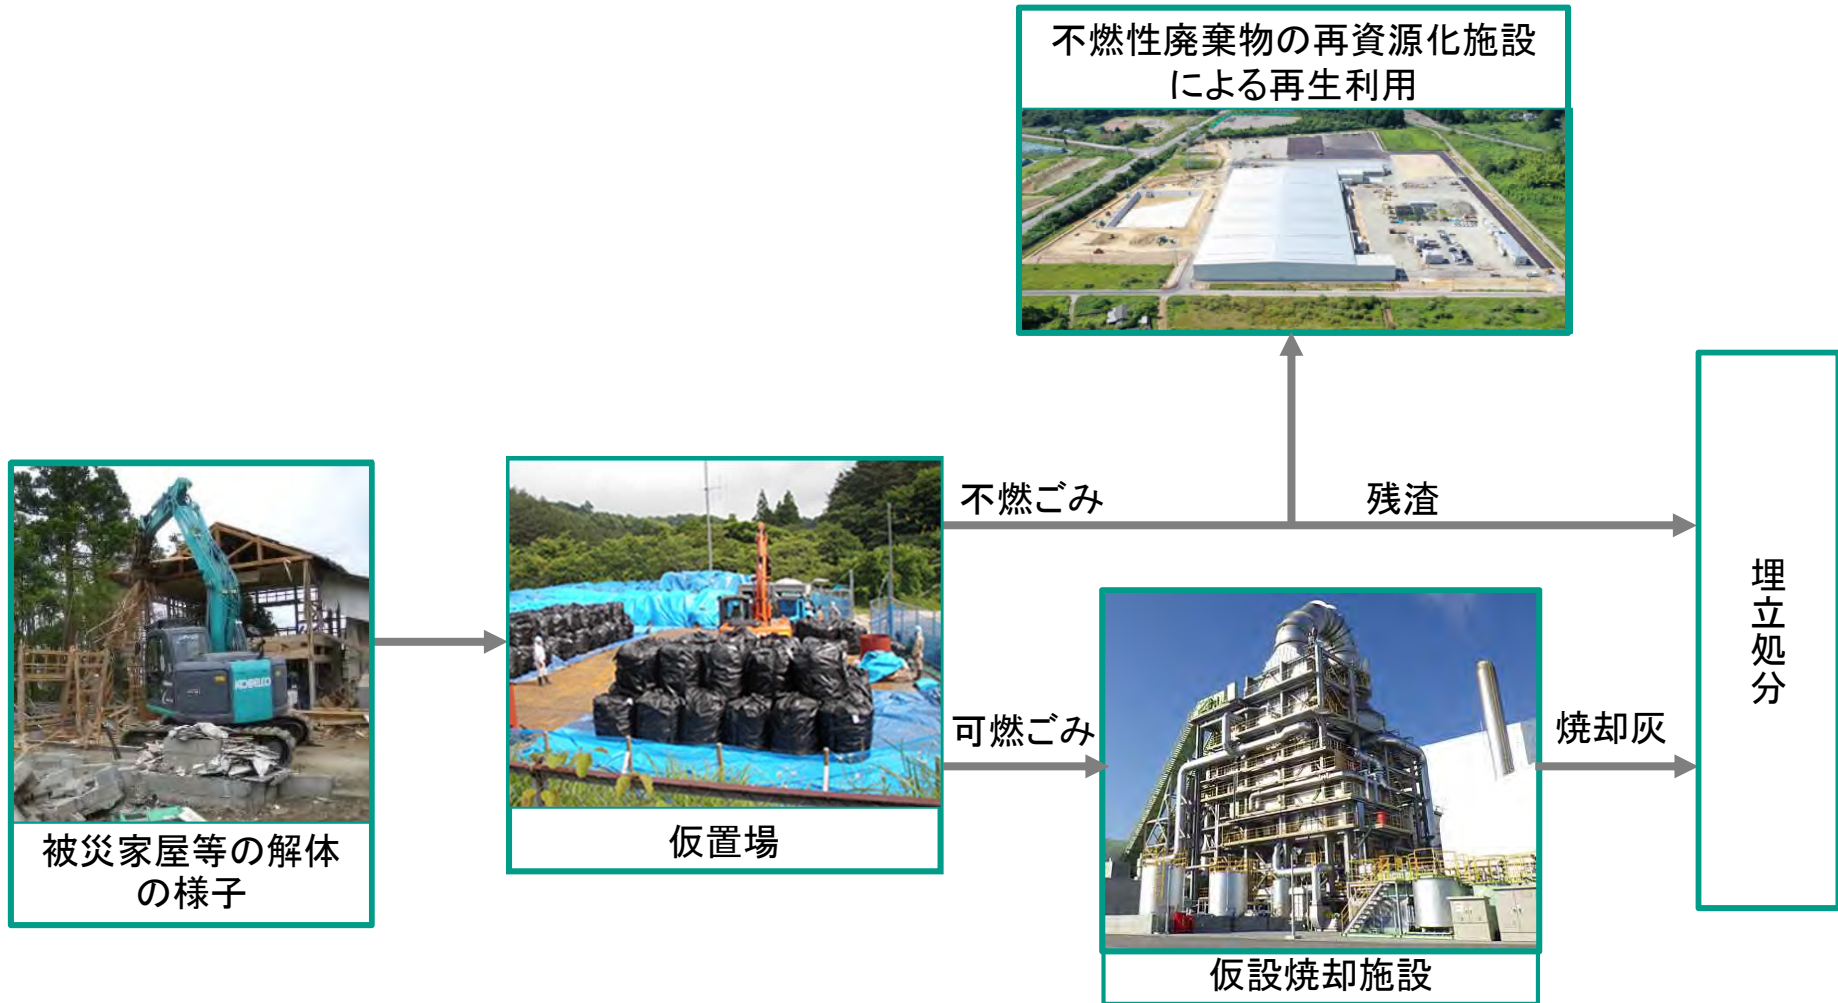 不燃性廃棄物の再資源化施設
による再生利用
不燃ごみ
残渣
埋立処分
KOBELCO
可燃ごみ
焼却灰
被災家屋等の解体
の様子
仮置場
仮設焼却施設